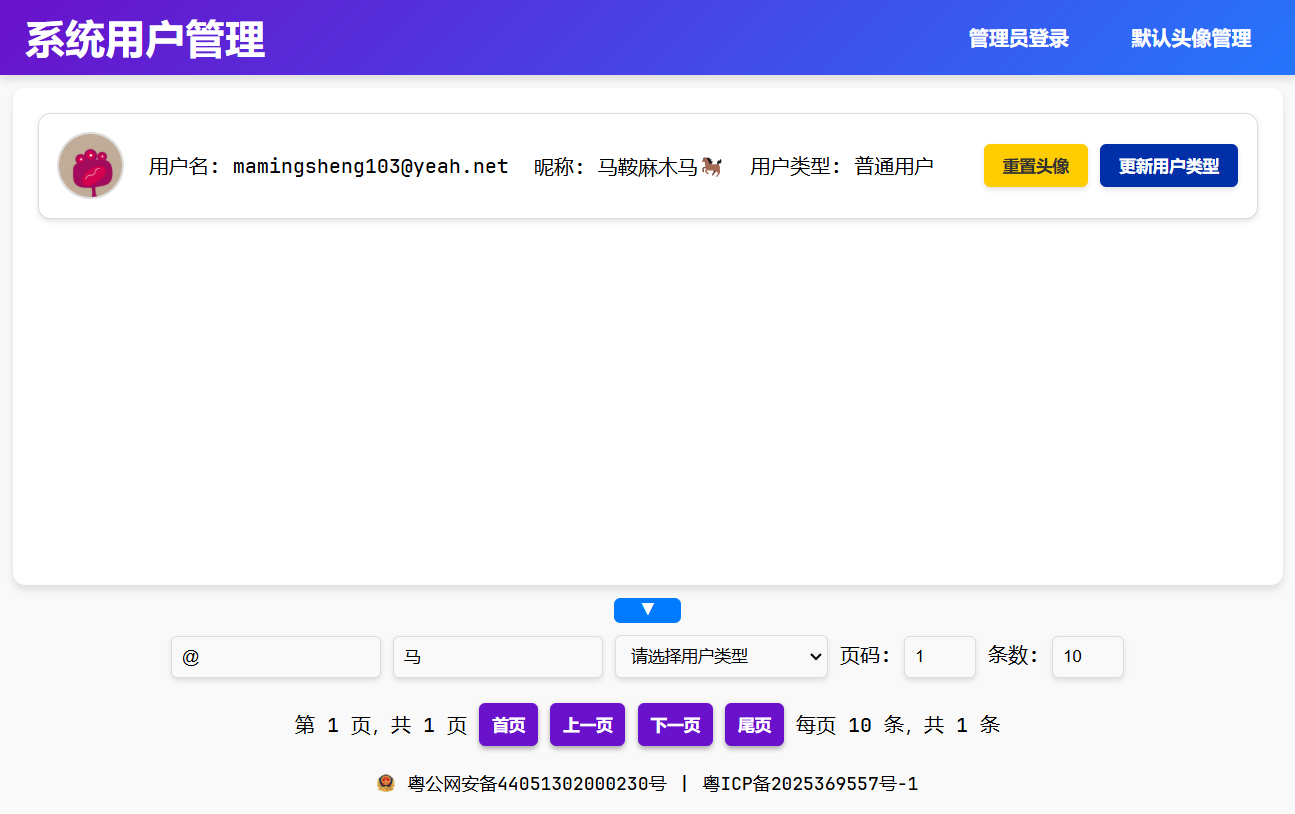 系统用户管理 管理员登录 默认头像管理
用户名: mamingsheng103@yeah.net 昵称: 马鞍麻木马🐎 用户类型: 普通用户 重置头像 更新用户类型
▼
@ 马 请选择用户类型 页码: 1 条数: 10
第 1 页, 共 1 页 首页 上一页 下一页 尾页 每页 10 条, 共 1 条
粤公网安备44051302000230号 | 粤ICP备2025369557号-1